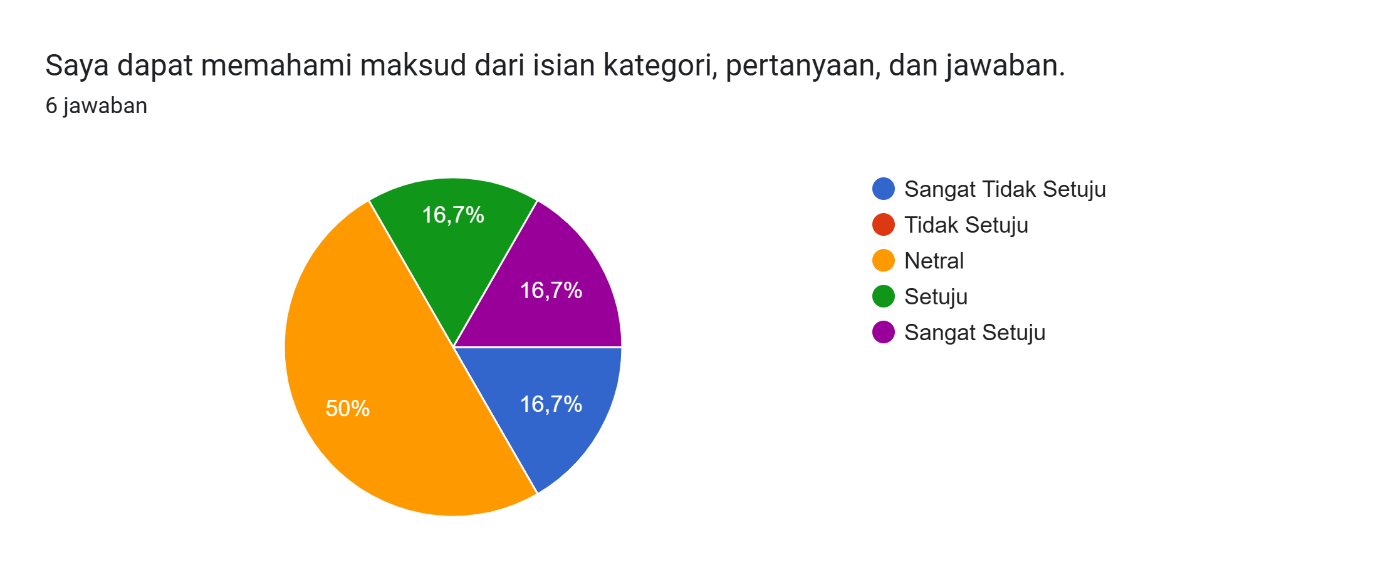 Saya dapat memahami maksud dari isian kategori, pertanyaan, dan jawaban.
6 jawaban
16,7%
16,7%
16,7%
50%
Sangat Tidak Setuju
Tidak Setuju
Netral
Setuju
Sangat Setuju